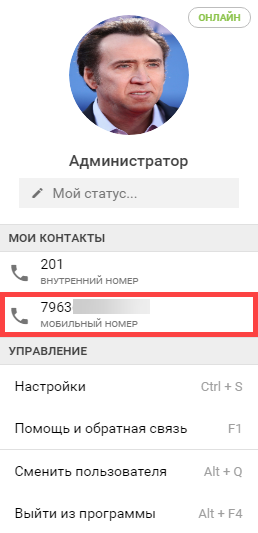 ОНЛАЙН
Администратор
Мой статус...
МОИ КОНТАКТЫ
201
ВНУТРЕННИЙ НОМЕР
7963
МОБИЛЬНЫЙ НОМЕР
УПРАВЛЕНИЕ
Настройки Ctrl + S
Помощь и обратная связь F1
Сменить пользователя Alt + Q
Выйти из программы Alt + F4